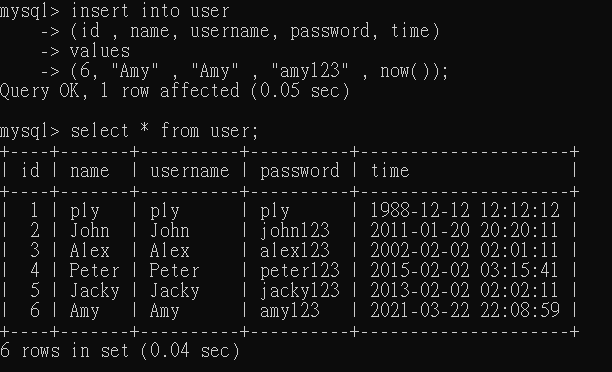 mysql> insert into user
    -> (id , name, username, password, time)
    -> values
    -> (6, "Amy" , "Amy" , "amy123" , now());
Query OK, 1 row affected (0.05 sec)

mysql> select * from user;
+----+-------+----------+----------+---------------------+
| id | name  | username | password | time                |
+----+-------+----------+----------+---------------------+
|  1 | ply   | ply      | ply      | 1988-12-12 12:12:12 |
|  2 | John  | John     | john123  | 2011-01-20 20:20:11 |
|  3 | Alex  | Alex     | alex123  | 2002-02-02 02:01:11 |
|  4 | Peter | Peter    | peter123 | 2015-02-02 03:15:41 |
|  5 | Jacky | Jacky    | jacky123 | 2013-02-02 02:02:11 |
|  6 | Amy   | Amy      | amy123   | 2021-03-22 22:08:59 |
+----+-------+----------+----------+---------------------+
6 rows in set (0.04 sec)